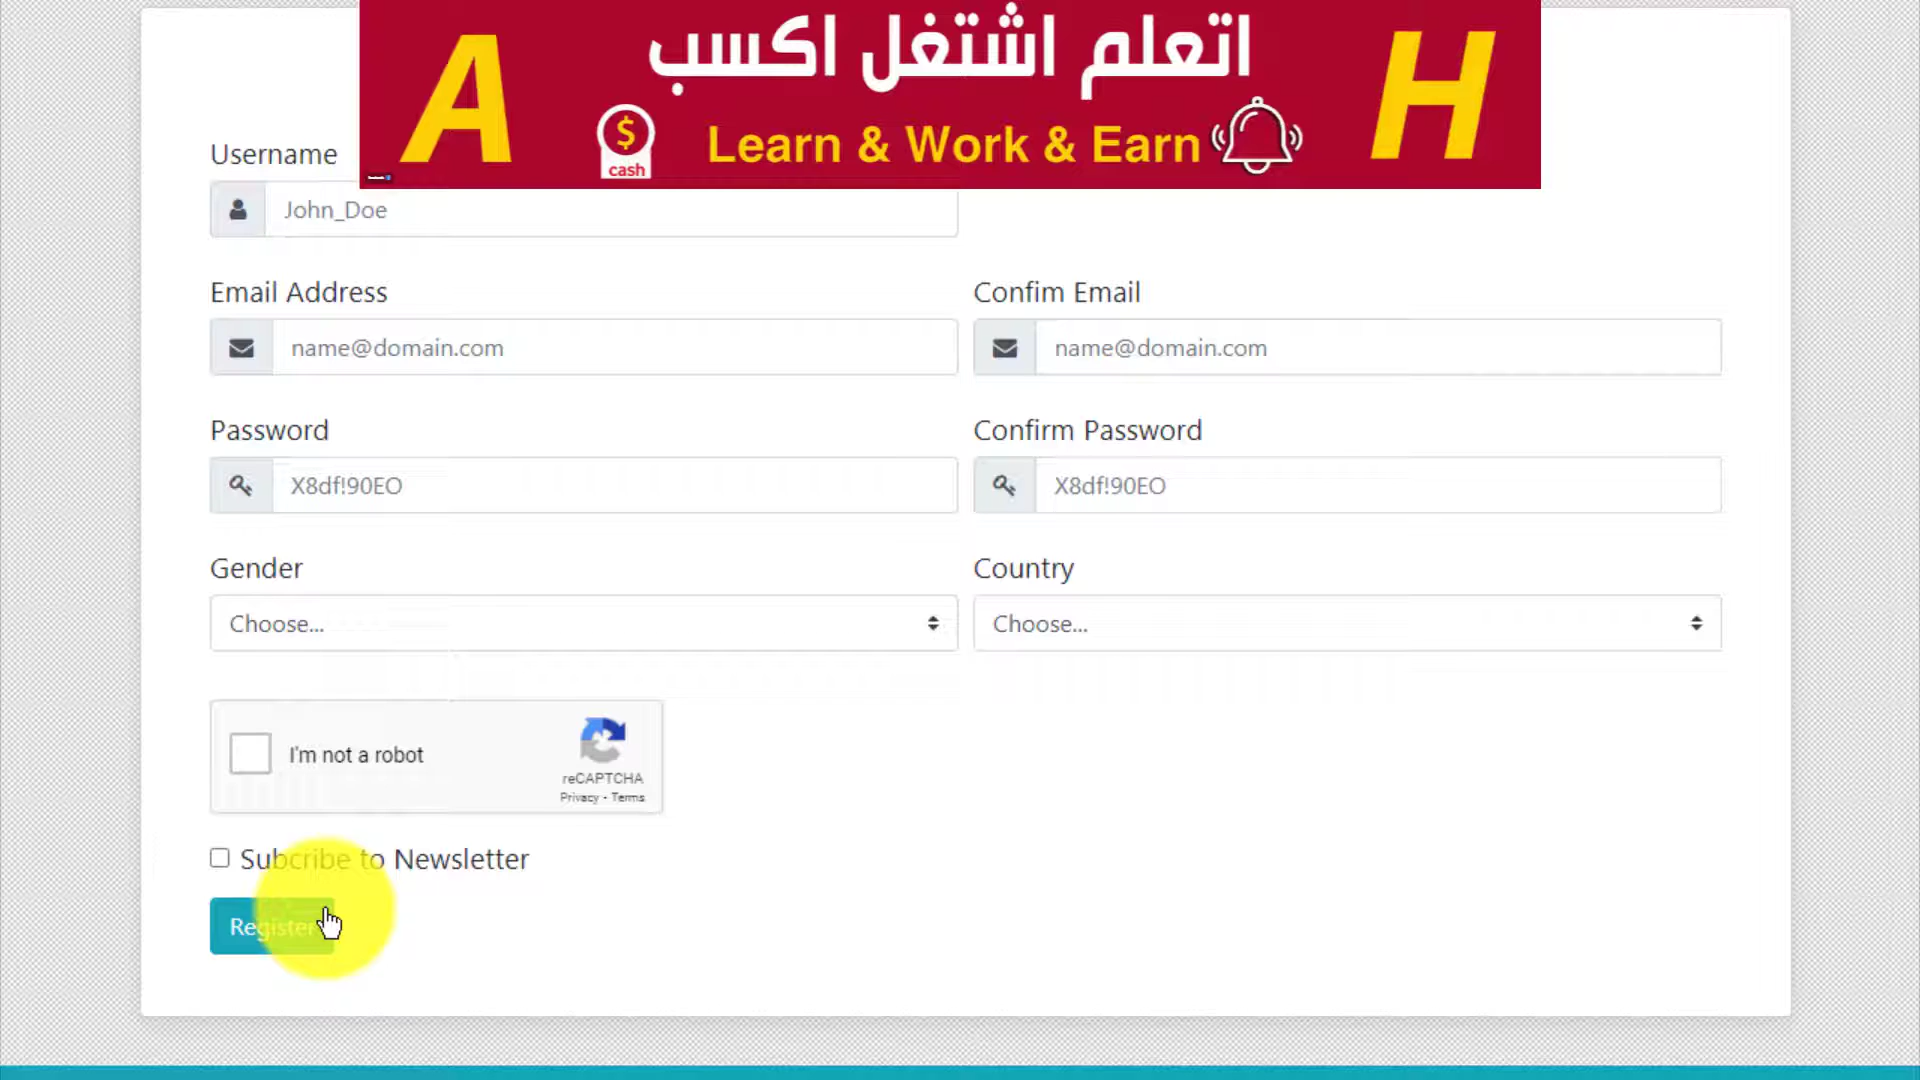 اتعلم اشتغل اكسب
A
H
$
cash
Learn & Work & Earn
Username
John_Doe
Email Address
Confim Email
name@domain.com
name@domain.com
Password
Confirm Password
X8df!90EO
X8df!90EO
Gender
Country
Choose...
Choose...
I'm not a robot
reCAPTCHA
Privacy - Terms
Subcribe to Newsletter
Register